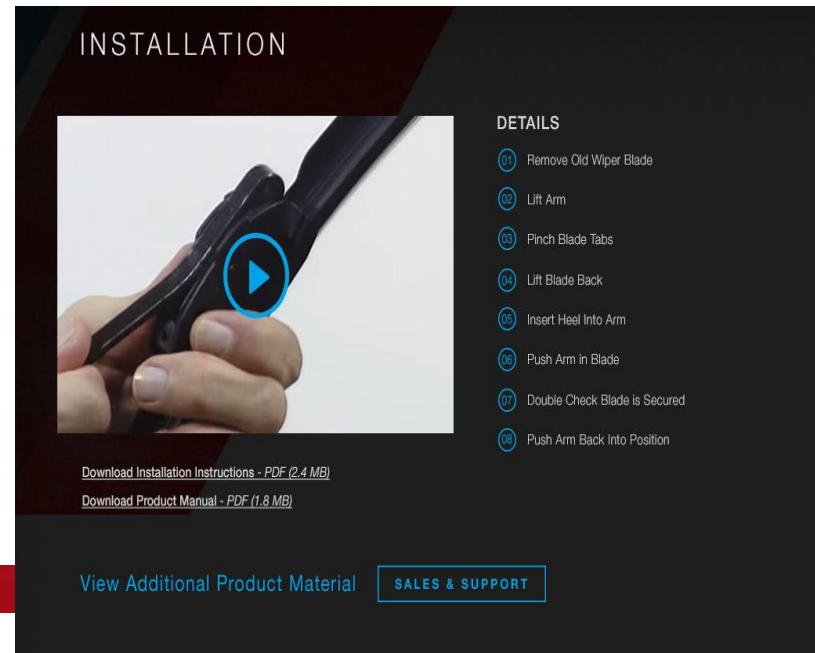 INSTALLATION
DETAILS
01 Remove Old Wiper Blade
02 Lift Arm
03 Pinch Blade Tabs
04 Lift Blade Back
05 Insert Heel Into Arm
06 Push Arm in Blade
07 Double Check Blade is Secured
08 Push Arm Back Into Position
Download Installation Instructions - PDF (2.4 MB)
Download Product Manual - PDF (1.8 MB)
View Additional Product Material
SALES & SUPPORT